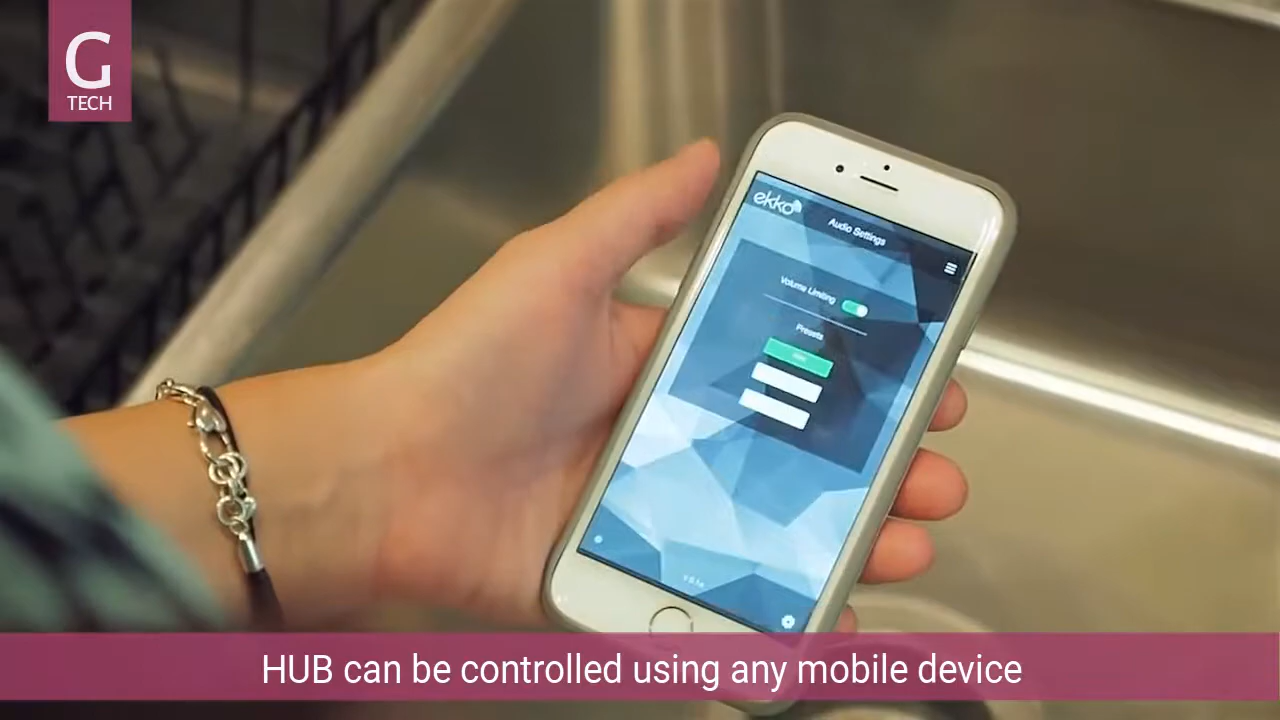 G
TECH
ekko
Audio Settings
Volume Limiting
Presets
HUB can be controlled using any mobile device